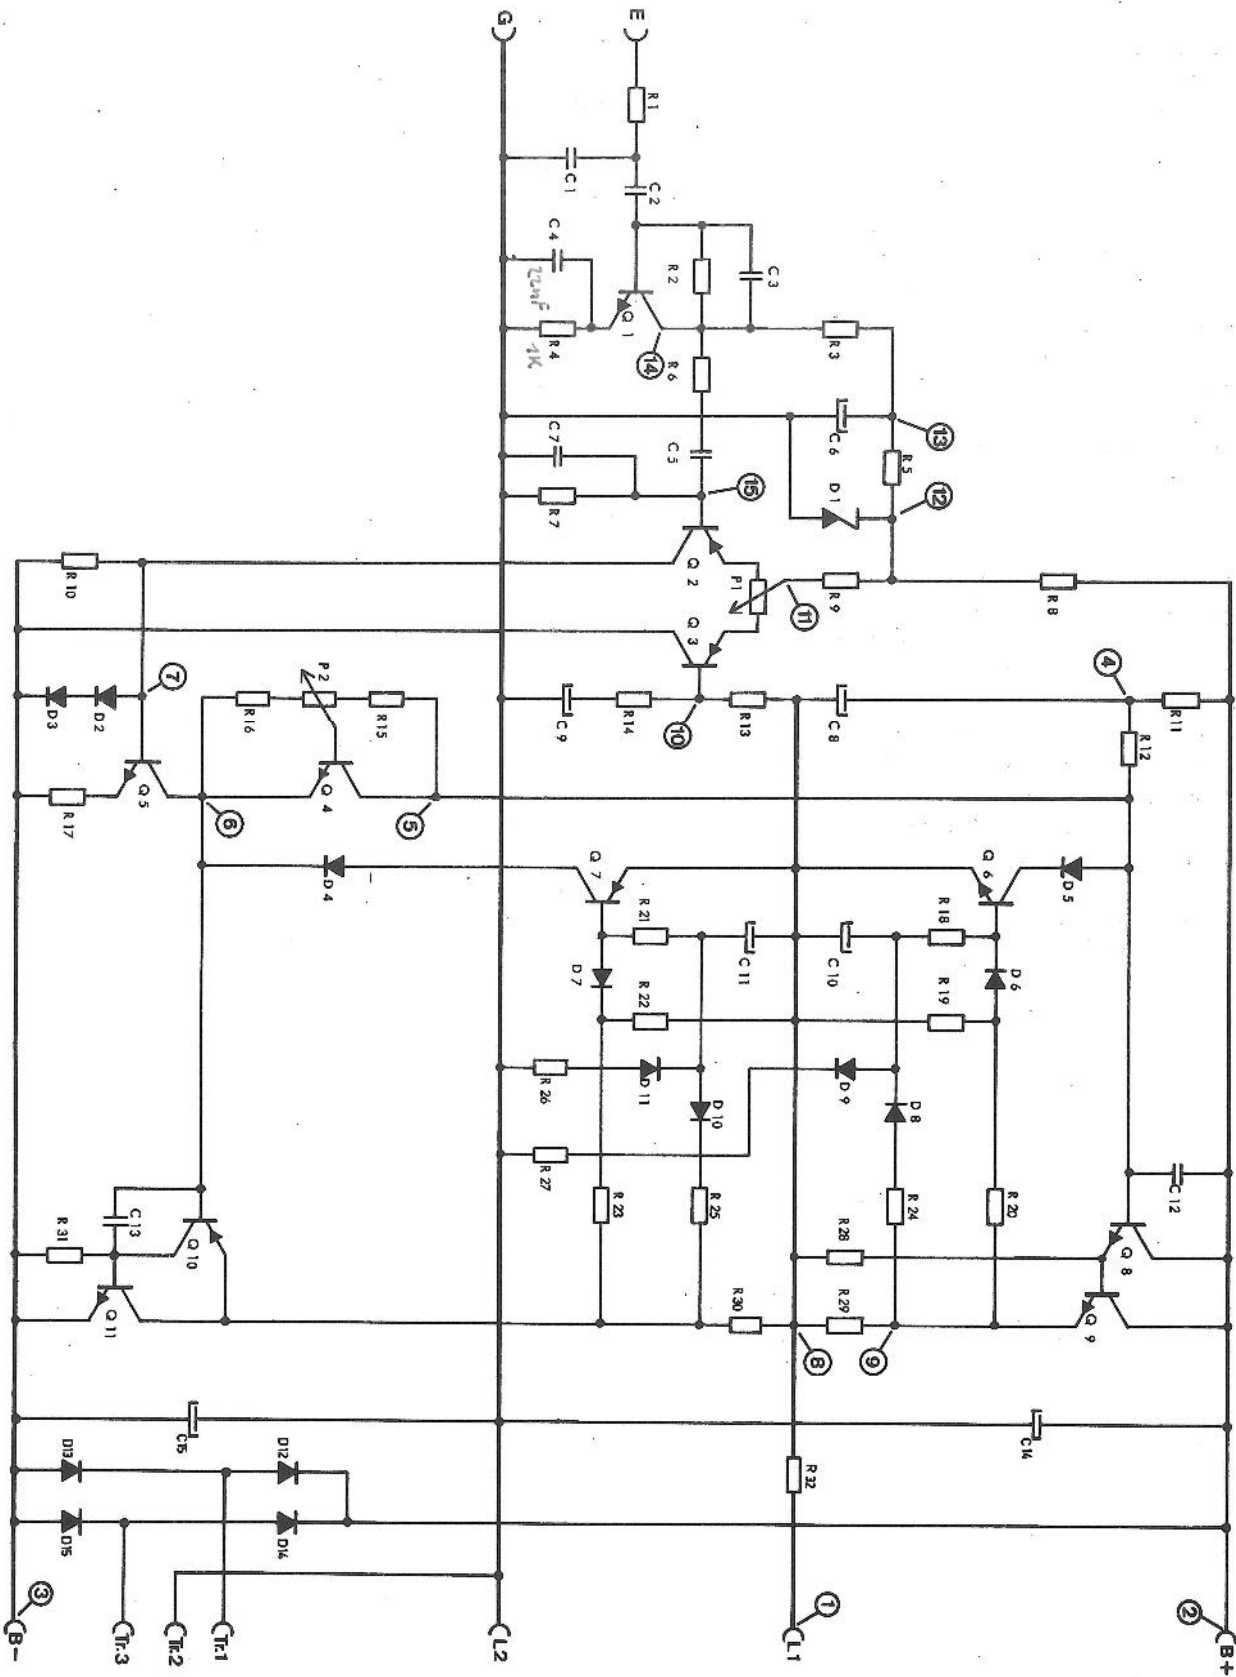 G
E
R1
C1
C2
C4
22nF
R2
C3
Q1
R4
1K
14
R6
R3
C7
C5
C6
13
R5
R7
15
D1
12
R10
Q2
P1
11
R9
R8
Q3
7
P2
4
D3
D2
R16
R15
C9
R14
10
R13
C8
R11
R12
Q5
Q4
R17
6
5
Q7
Q6
D4
D5
R21
C11
C10
R18
D7
R22
R19
D6
R26
D11
D9
D8
D10
R27
R23
R25
R24
R20
C12
R31
C13
Q10
R28
Q8
Q11
R30
R29
Q9
8
9
C15
C14
D13
D12
R32
D15
D14
3
1
2
B-
Tr.3
Tr.2
Tr.1
L2
L1
B+